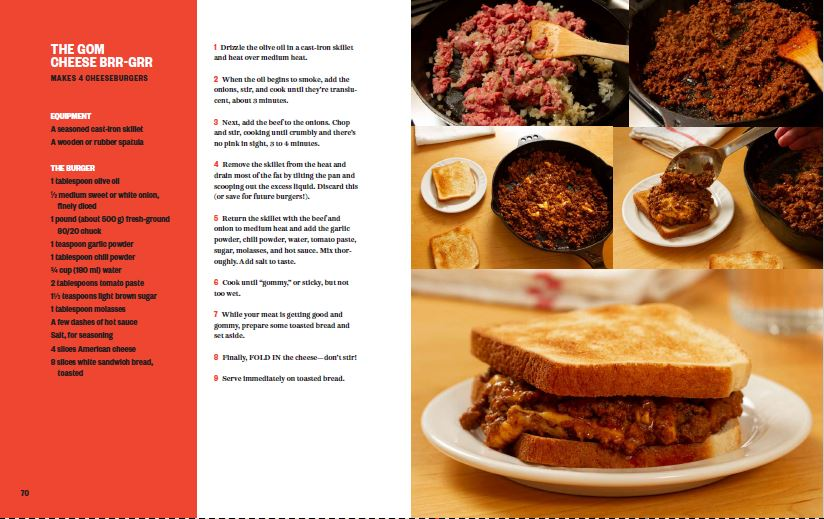 THE GOM
CHEESE BRR-GRR
MAKES 4 CHEESEBURGERS
EQUIPMENT
A seasoned cast-iron skillet
A wooden or rubber spatula
THE BURGER
1 tablespoon olive oil
½ medium sweet or white onion,
finely diced
1 pound (about 500 g) fresh-ground
80/20 chuck
1 teaspoon garlic powder
1 tablespoon chili powder
¾ cup (180 ml) water
2 tablespoons tomato paste
1½ teaspoons light brown sugar
1 tablespoon molasses
A few dashes of hot sauce
Salt, for seasoning
4 slices American cheese
8 slices white sandwich bread,
toasted
70
1 Drizzle the olive oil in a cast-iron skillet
and heat over medium heat.
2 When the oil begins to smoke, add the
onions, stir, and cook until they're translu-
cent, about 3 minutes.
3 Next, add the beef to the onions. Chop
and stir, cooking until crumbly and there's
no pink in sight, 3 to 4 minutes.
4 Remove the skillet from the heat and
drain most of the fat by tilting the pan and
scooping out the excess liquid. Discard this
(or save for future burgers!).
5 Return the skillet with the beef and
onion to medium heat and add the garlic
powder, chili powder, water, tomato paste,
sugar, molasses, and hot sauce. Mix thor-
oughly. Add salt to taste.
6 Cook until "gommy," or sticky, but not
too wet.
7 While your meat is getting good and
gommy, prepare some toasted bread and
set aside.
8 Finally, FOLD IN the cheese—don't stir!
9 Serve immediately on toasted bread.